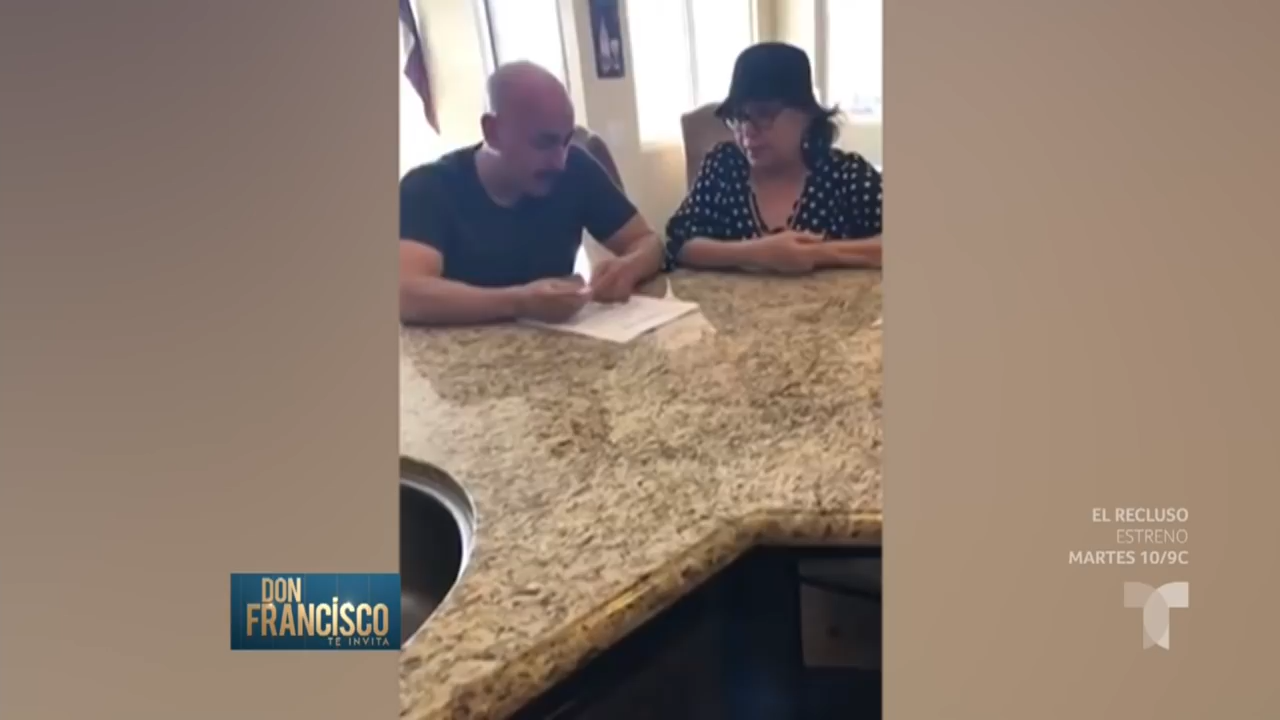 DON
FRANCISCO
TE INVITA
EL RECLUSO
ESTRENO
MARTES 10/9C